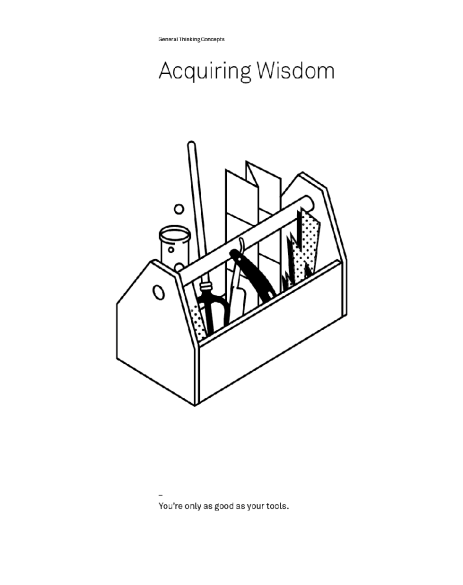 General Thinking Concepts
Acquiring Wisdom
You're only as good as your tools.